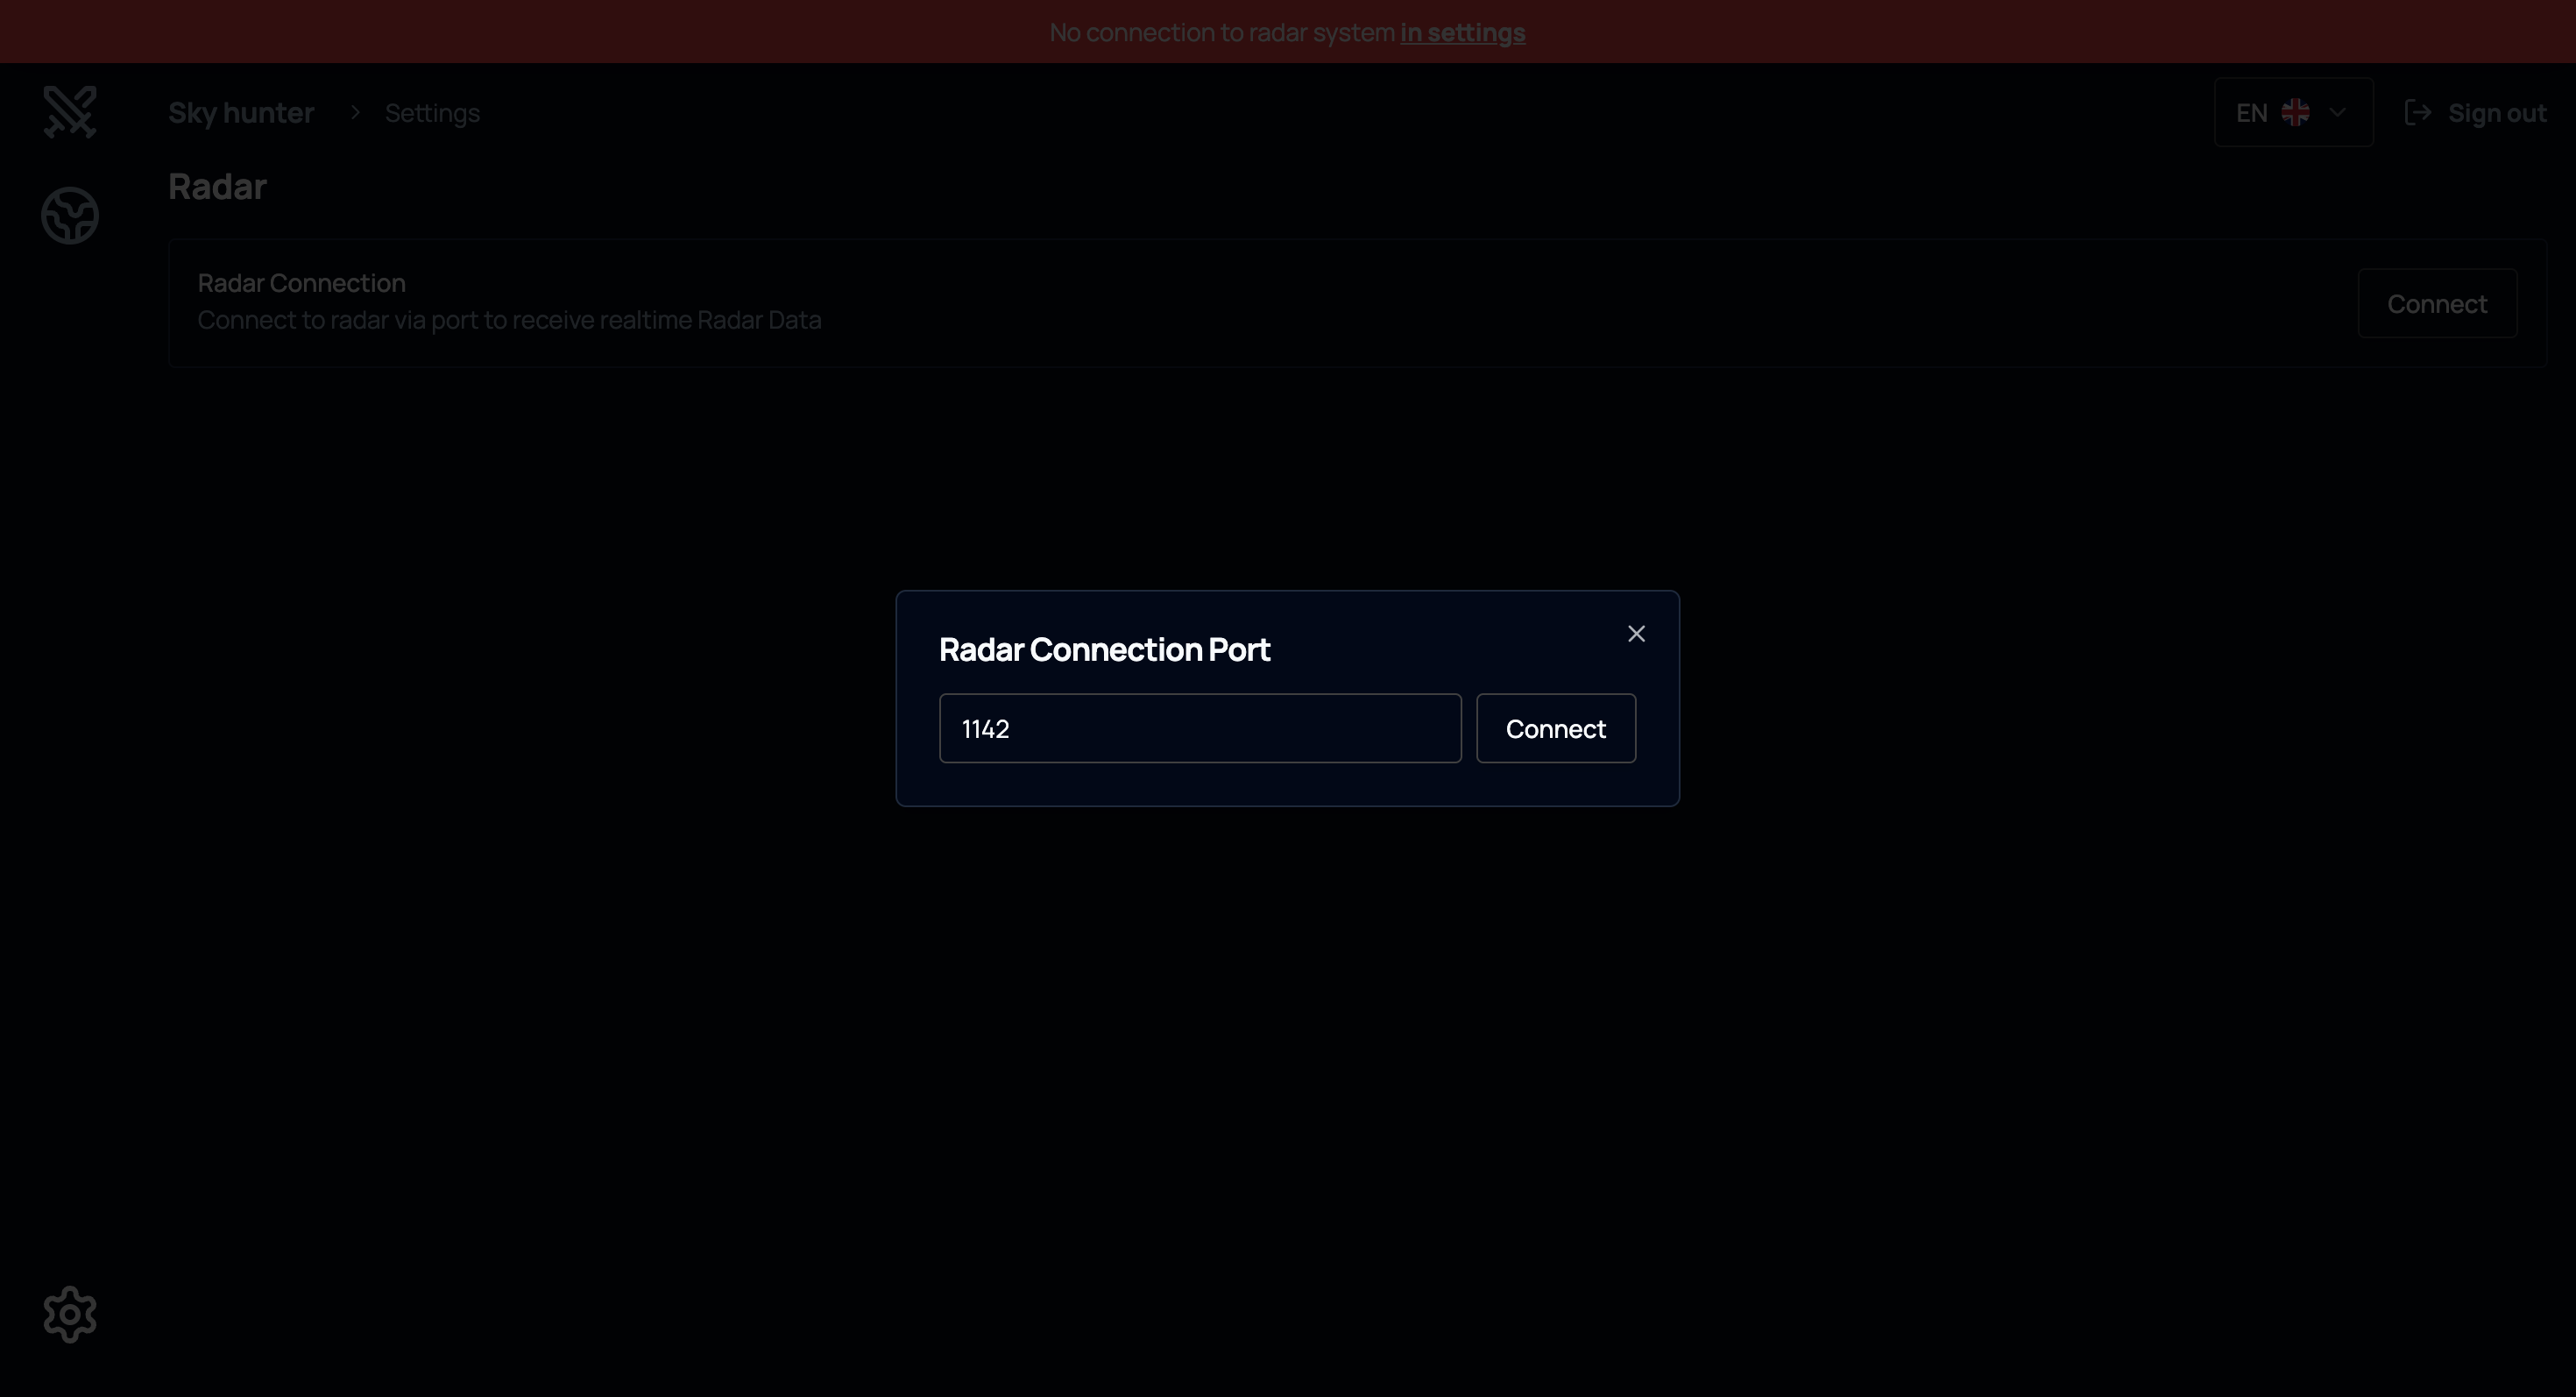 No connection to radar system in settings
Sky hunter
Settings
EN
Sign out
Radar
Radar Connection
Connect to radar via port to receive realtime Radar Data
Connect
Radar Connection Port
1142
Connect